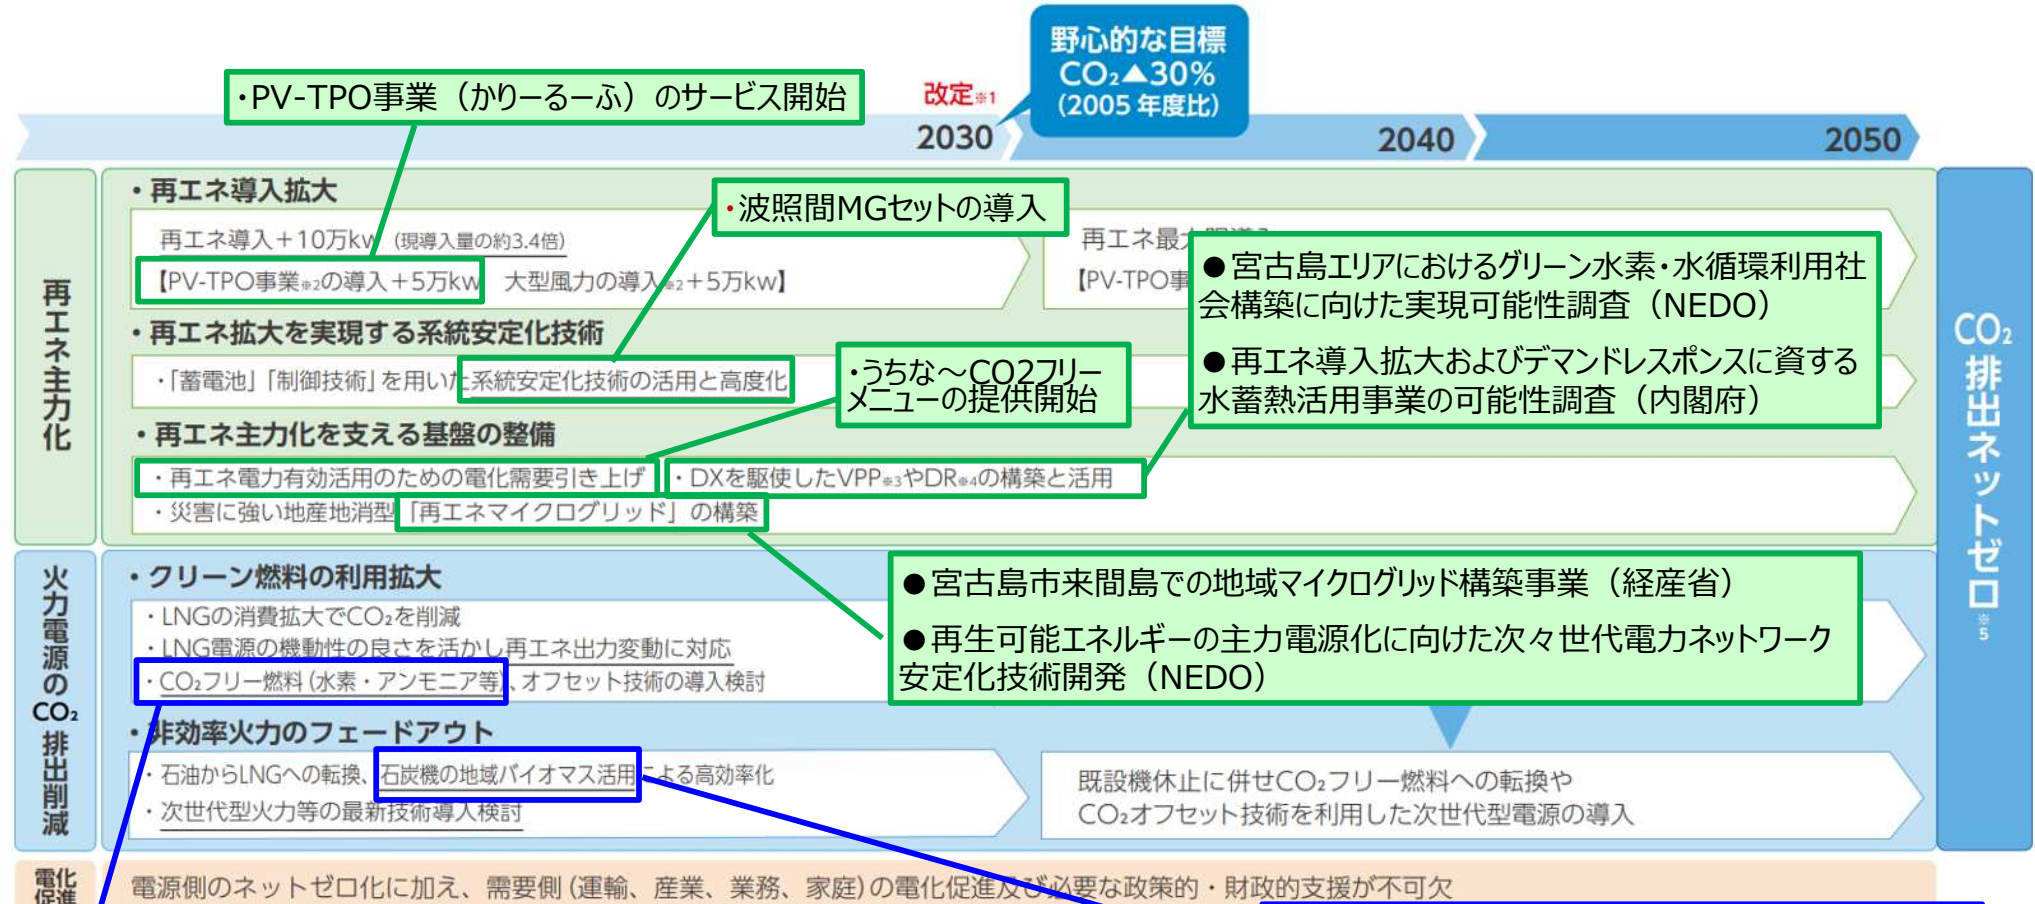 野心的な目標
CO₂▲30%
(2005 年度比)
・PV-TPO事業（かりーるーふ）のサービス開始
改定※1
2030
2040
2050
再エネ主力化
・再エネ導入拡大
・波照間MGセットの導入
再エネ導入＋10万kw (現導入量の約3.4倍)
【PV-TPO事業※2の導入＋5万kw 大型風力の導入※2＋5万kw】
再エネ最
【PV-TPO事
●宮古島エリアにおけるグリーン水素・水循環利用社
会構築に向けた実現可能性調査（NEDO）
●再エネ導入拡大およびデマンドレスポンスに資する
水蓄熱活用事業の可能性調査（内閣府）
・再エネ拡大を実現する系統安定化技術
・「蓄電池」「制御技術」を用いた系統安定化技術の活用と高度化
・うちな～CO2フリー
メニューの提供開始
・再エネ主力化を支える基盤の整備
・再エネ電力有効活用のための電化需要引き上げ ・DXを駆使したVPP※3やDR※4の構築と活用
・災害に強い地産地消型「再エネマイクログリッド」の構築
CO₂排出ネットゼロ※5
火力電源のCO₂排出削減
・クリーン燃料の利用拡大
・LNGの消費拡大でCO₂を削減
・LNG電源の機動性の良さを活かし再エネ出力変動に対応
・CO₂フリー燃料(水素・アンモニア等)、オフセット技術の導入検討
●宮古島市来間島での地域マイクログリッド構築事業（経産省）
●再生可能エネルギーの主力電源化に向けた次々世代電力ネットワーク
安定化技術開発（NEDO）
・非効率火力のフェードアウト
・石油からLNGへの転換、石炭機の地域バイオマス活用による高効率化
・次世代型火力等の最新技術導入検討
既設機休止に併せCO₂フリー燃料への転換や
CO₂オフセット技術を利用した次世代型電源の導入
電化促進
電源側のネットゼロ化に加え、需要側(運輸、産業、業務、家庭)の電化促進及び必要な政策的・財政的支援が不可欠